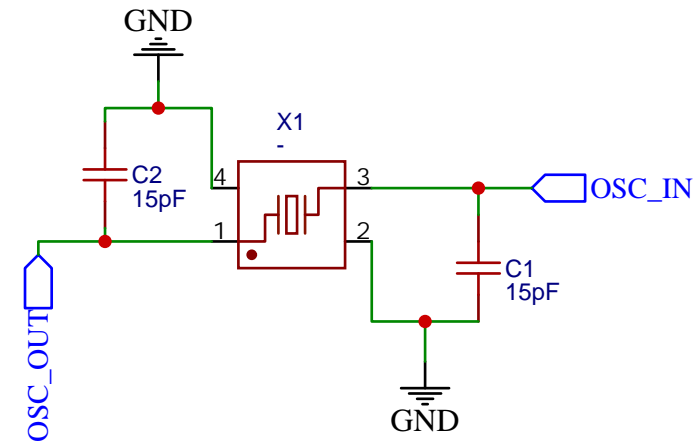 GND
X1
-
4
3
C2
15pF
OSC_IN
1
2
C1
15pF
OSC_OUT
GND